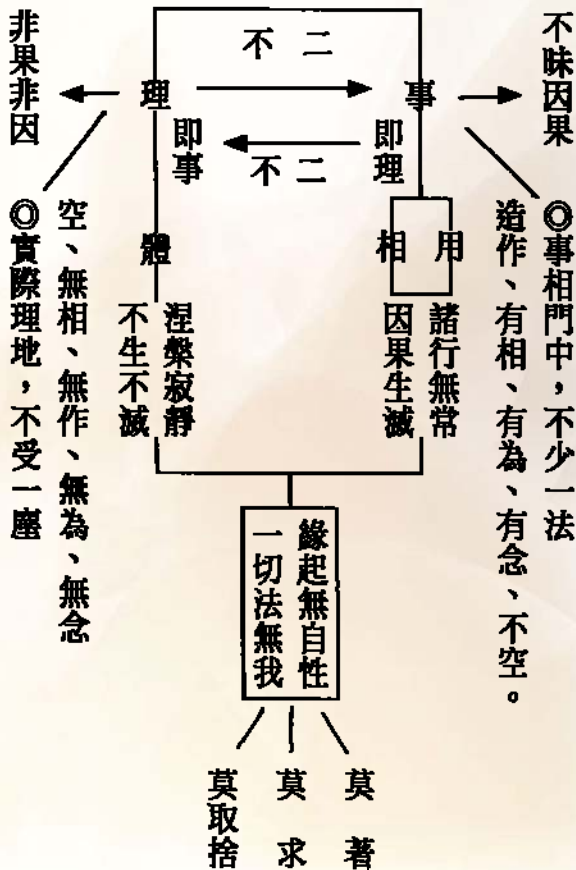 不昧因果
◎事相門中，不少一法
造作、有相、有為、有念、不空。
事
即理
用
相
諸行無常
因果生滅
不二
不二
理
即事
體
涅槃寂靜
不生不滅
非果非因
空、無相、無作、無為、無念
◎實際理地，不受一塵
緣起無自性
一切法無我
莫著
莫求
莫取捨